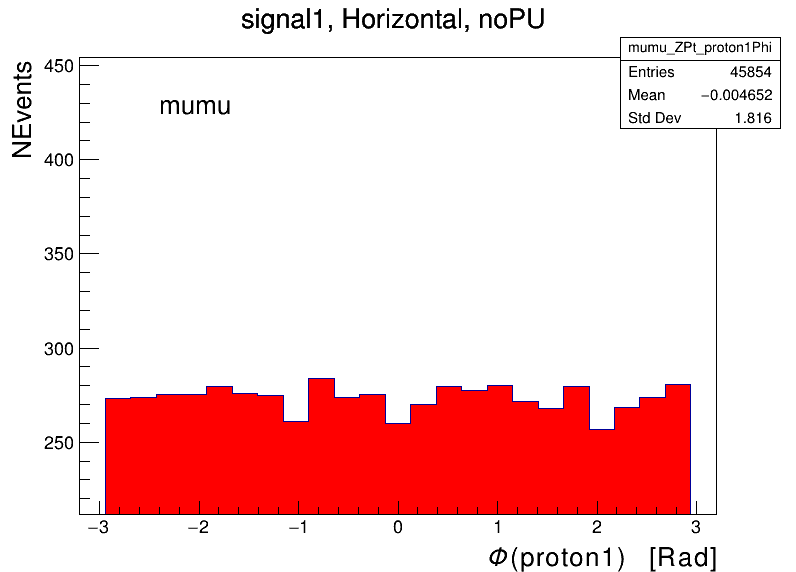 signal1, Horizontal, noPU
mumu_ZPt_proton1Phi
Entries 45854
Mean −0.004652
Std Dev 1.816
NEvents
mumu
450
400
350
300
250
−3 −2 −1 0 1 2 3
Φ(proton1) [Rad]